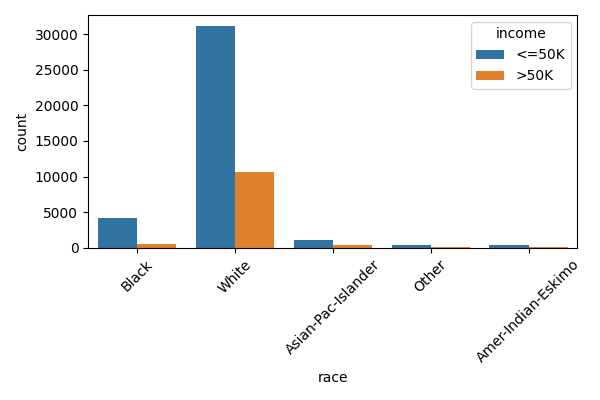 income
<=50K
>50K
30000
25000
20000
15000
10000
5000
0
count
Black
White
Asian-Pac-Islander
Other
Amer-Indian-Eskimo
race